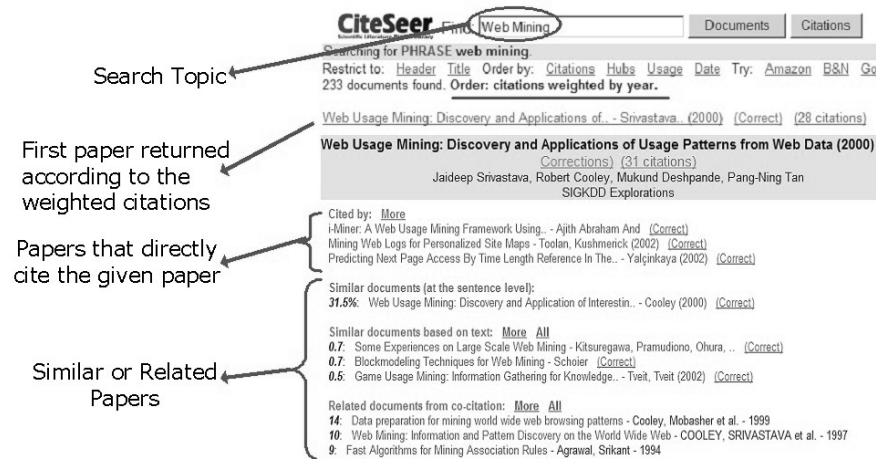 CiteSeer Find: Web Mining Documents Citations
Searching for PHRASE web mining.
Search Topic
Restrict to: Header Title Order by: Citations Hubs Usage Date Try: Amazon B&N Go
233 documents found. Order: citations weighted by year.
Web Usage Mining: Discovery and Applications of.. - Srivastava.. (2000) (Correct) (28 citations)
First paper returned
according to the
weighted citations
Web Usage Mining: Discovery and Applications of Usage Patterns from Web Data (2000)
Corrections) (31 citations)
Jaideep Srivastava, Robert Cooley, Mukund Deshpande, Pang-Ning Tan
SIGKDD Explorations
Papers that directly
cite the given paper
Cited by: More
i-Miner: A Web Usage Mining Framework Using.. - Ajith Abraham And (Correct)
Mining Web Logs for Personalized Site Maps - Toolan, Kushmerick (2002) (Correct)
Predicting Next Page Access By Time Length Reference In The.. - Yalçinkaya (2002) (Correct)
Similar or Related
Papers
Similar documents (at the sentence level):
31.5%: Web Usage Mining: Discovery and Application of Interestin.. - Cooley (2000) (Correct)
Similar documents based on text: More All
0.7: Some Experiences on Large Scale Web Mining - Kitsuregawa, Pramudiono, Ohura, .. (Correct)
0.7: Blockmodeling Techniques for Web Mining - Schoier (Correct)
0.5: Game Usage Mining: Information Gathering for Knowledge.. - Tveit, Tveit (2002) (Correct)
Related documents from co-citation: More All
14: Data preparation for mining world wide web browsing patterns - Cooley, Mobasher et al. - 1999
10: Web Mining: Information and Pattern Discovery on the World Wide Web - COOLEY, SRIVASTAVA et al. - 1997
9: Fast Algorithms for Mining Association Rules - Agrawal, Srikant - 1994